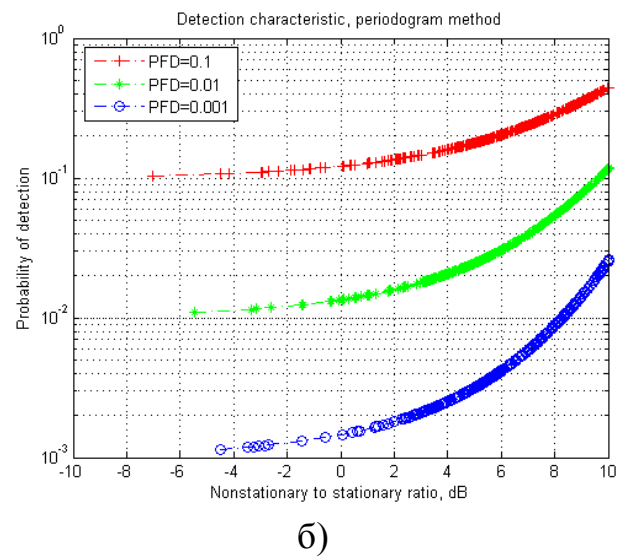 Detection characteristic, periodogram method
10^0
PFD=0.1
PFD=0.01
PFD=0.001
10^-1
10^-2
10^-3
Probability of detection
-10 -8 -6 -4 -2 0 2 4 6 8 10
Nonstationary to stationary ratio, dB
б)